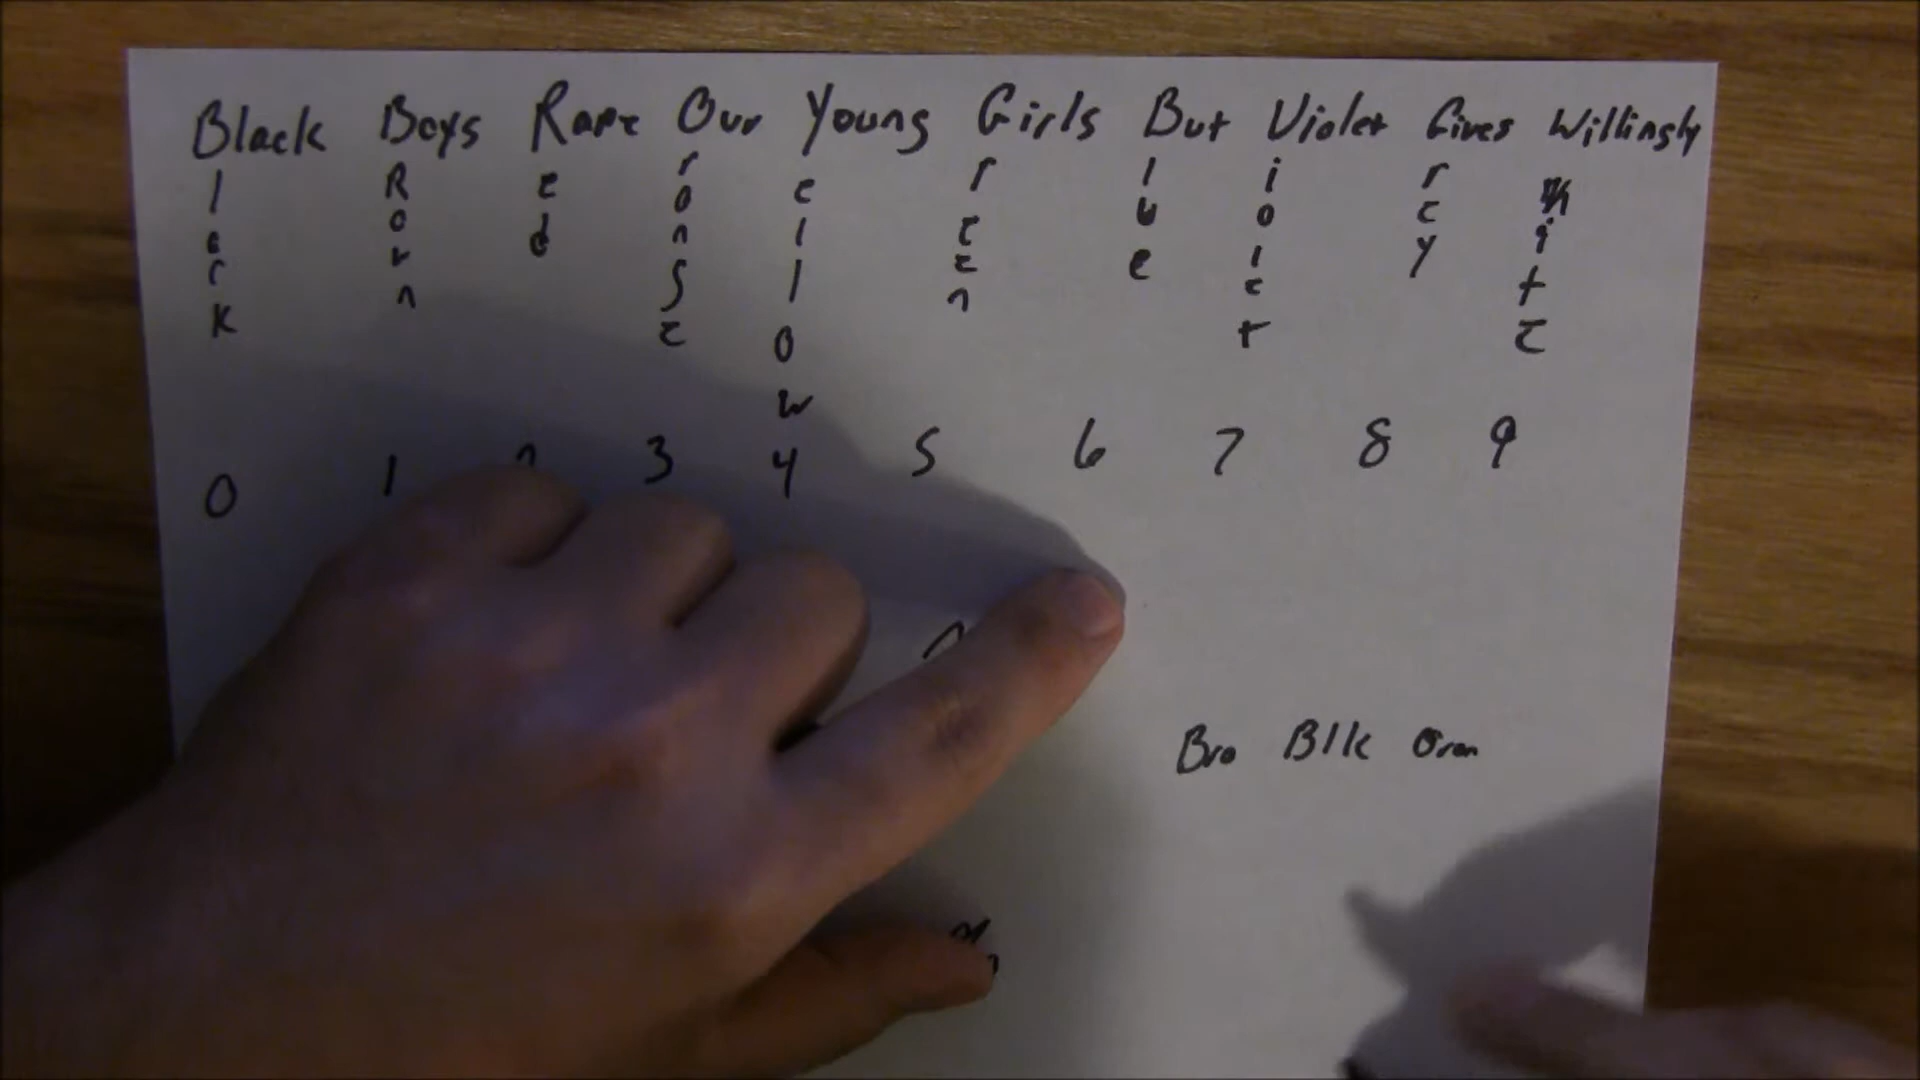 Black Boys Rape Our Young Girls But Violet Gives Willingly
l R e r e r l i r h
a o d o l e u o e i
c w n l e e l y t
k n g o n e e
e w t
0 1 2 3 4 5 6 7 8 9
Bro Blk Oran